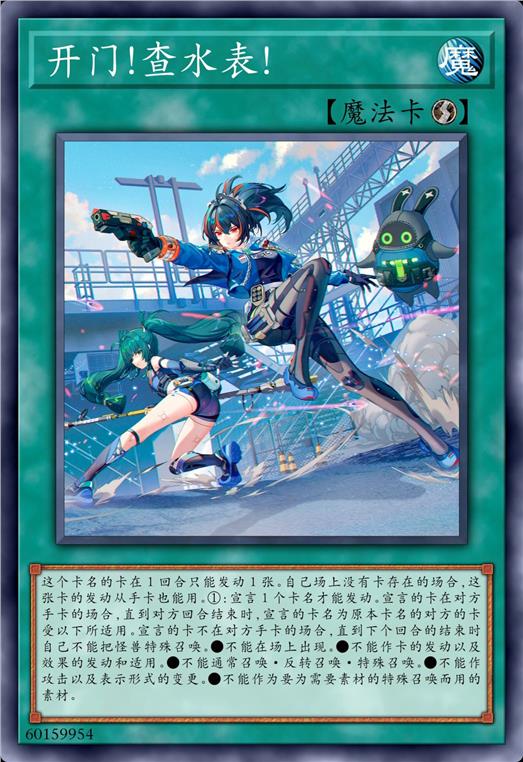 开门!查水表!
魔
【魔法卡】
这个卡名的卡在1回合只能发动1张。自己场上没有卡存在的场合,这
张卡的发动从手卡也能用。①:宣言1个卡名才能发动。宣言的卡在对方
手卡的场合,直到对方回合结束时,宣言的卡名为原本卡名的对方的卡
受以下所适用。宣言的卡不在对方手卡的场合,直到下个回合的结束时
自己不能把怪兽特殊召唤。●不能在场上出现。●不能作卡的发动以及
效果的发动和适用。●不能通常召唤·反转召唤·特殊召唤。●不能作
攻击以及表示形式的变更。●不能作为要为需要素材的特殊召唤而用的
素材。
60159954